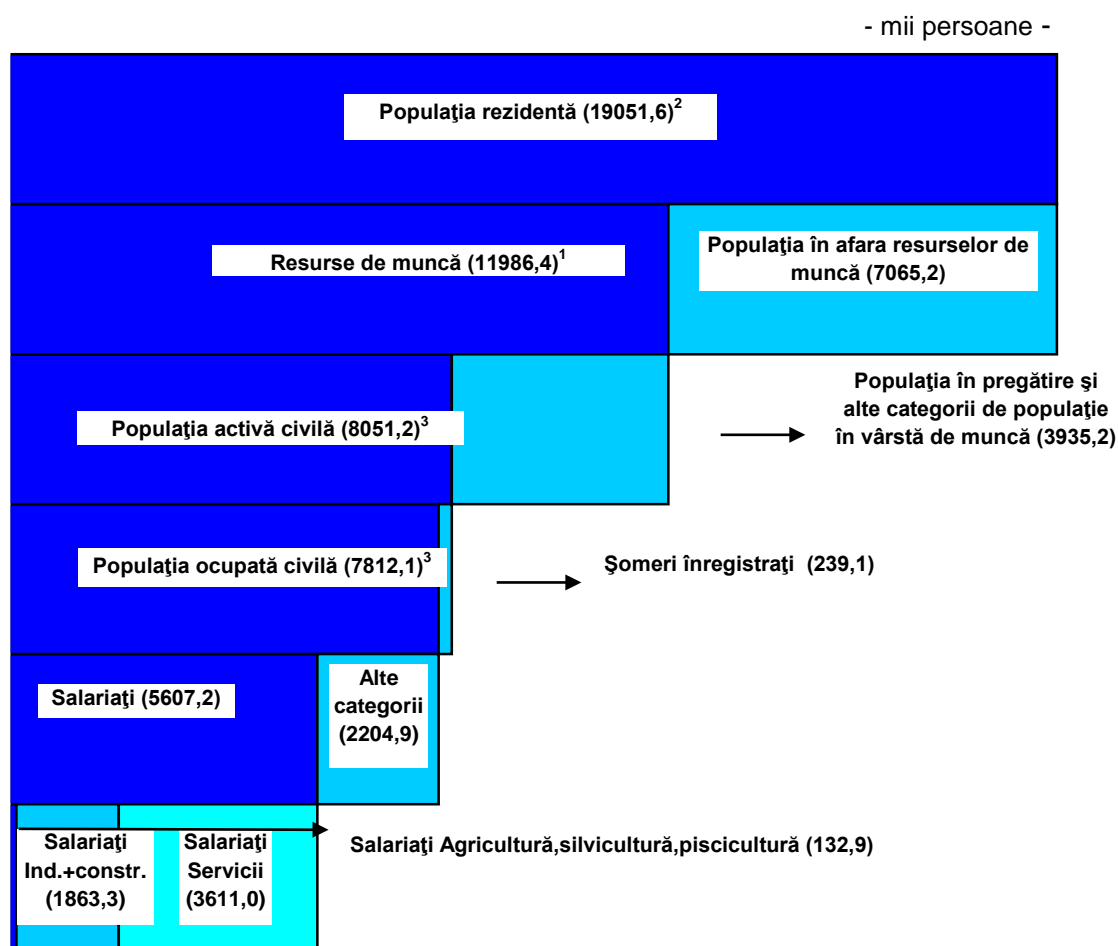 - mii persoane -
Populaţia rezidentă (19051,6)²
Resurse de muncă (11986,4)¹
Populaţia în afara resurselor de
muncă (7065,2)
Populaţia activă civilă (8051,2)³
Populaţia în pregătire şi
alte categorii de populaţie
în vârstă de muncă (3935,2)
Populaţia ocupată civilă (7812,1)³
Şomeri înregistraţi (239,1)
Salariaţi (5607,2)
Alte
categorii
(2204,9)
Salariaţi
Ind.+constr.
(1863,3)
Salariaţi
Servicii
(3611,0)
Salariaţi Agricultură,silvicultură,piscicultură (132,9)